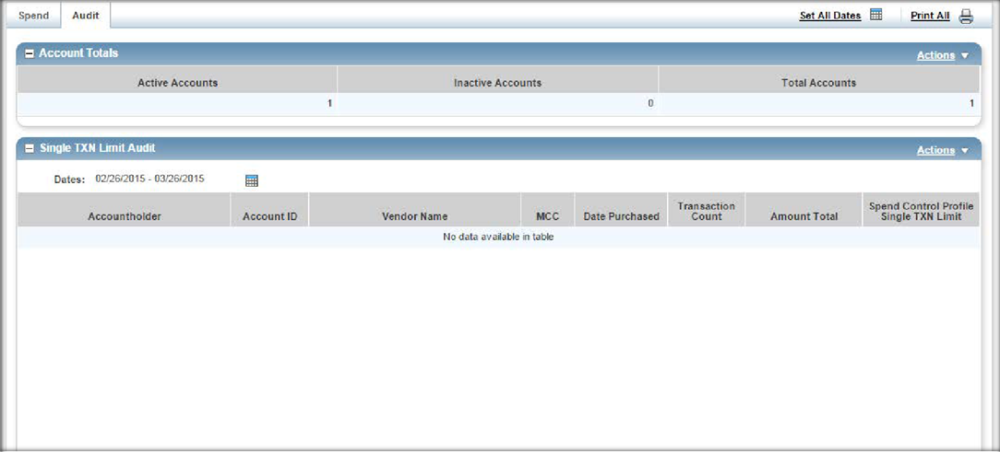 Spend Audit Set All Dates Print All
Account Totals Actions
Active Accounts Inactive Accounts Total Accounts
1 0 1
Single TXN Limit Audit Actions
Dates: 02/26/2015 - 03/26/2015
Accountholder Account ID Vendor Name MCC Date Purchased Transaction Count Amount Total Spend Control Profile Single TXN Limit
No data available in table